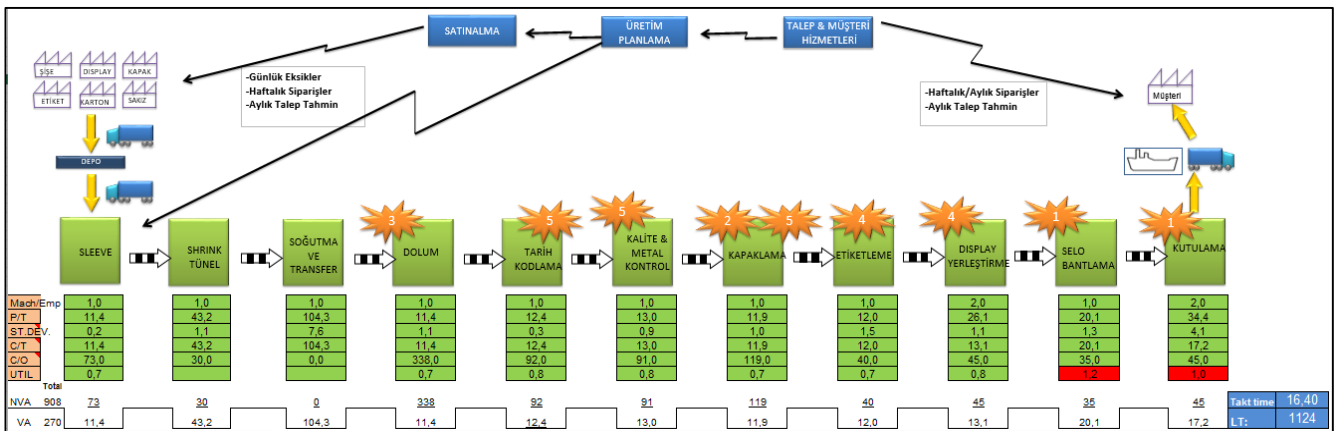 SATINALMA
ÜRETİM
PLANLAMA
TALEP & MÜŞTERİ
HİZMETLERİ
ŞİŞE DISPLAY KAPAK
ETİKET KARTON SAKIZ
-Günlük Eksikler
-Haftalık Siparişler
-Aylık Talep Tahmin
-Haftalık/Aylık Siparişler
-Aylık Talep Tahmin
Müşteri
DEPO
3 5 5 2 5 4 4 1 1
SLEEVE
SHRINK
TÜNEL
SOĞUTMA
VE
TRANSFER
DOLUM
TARİH
KODLAMA
KALİTE &
METAL
KONTROL
KAPAKLAMA
ETİKETLEME
DISPLAY
YERLEŞTİRME
SELO
BANTLAMA
KUTULAMA
Mach/Emp 1,0 1,0 1,0 1,0 1,0 1,0 1,0 1,0 2,0 1,0 2,0
P/T 11,4 43,2 104,3 11,4 12,4 13,0 11,9 12,0 26,1 20,1 34,4
ST.DEV. 0,2 1,1 7,6 1,1 0,3 0,9 1,0 1,5 1,1 1,3 4,1
C/T 11,4 43,2 104,3 11,4 12,4 13,0 11,9 12,0 13,1 20,1 17,2
C/O 73,0 30,0 0,0 338,0 92,0 91,0 119,0 40,0 45,0 35,0 45,0
UTIL 0,7 0,7 0,8 0,8 0,7 0,7 0,8 1,2 1,0
Total
NVA 908 73 30 0 338 92 91 119 40 45 35 45 Takt time 16,40
VA 270 11,4 43,2 104,3 11,4 12,4 13,0 11,9 12,0 13,1 20,1 17,2 LT: 1124